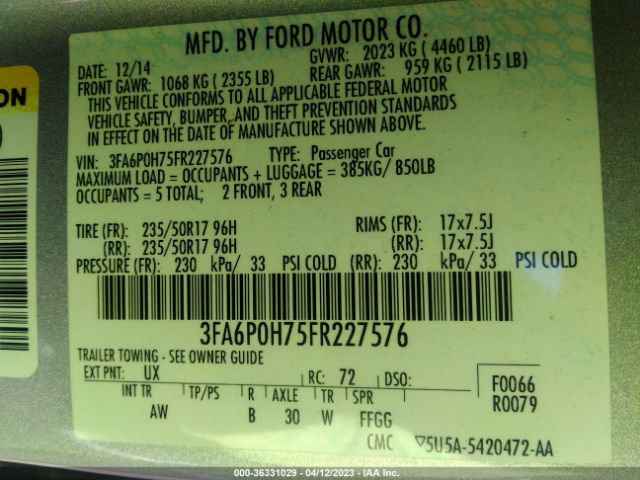 MFD. BY FORD MOTOR CO.
DATE: 12/14 GVWR: 2023 KG ( 4460 LB)
FRONT GAWR: 1068 KG ( 2355 LB) REAR GAWR: 959 KG ( 2115 LB)
THIS VEHICLE CONFORMS TO ALL APPLICABLE FEDERAL MOTOR
VEHICLE SAFETY, BUMPER, AND THEFT PREVENTION STANDARDS
IN EFFECT ON THE DATE OF MANUFACTURE SHOWN ABOVE.
VIN: 3FA6P0H75FR227576 TYPE: Passenger Car
MAXIMUM LOAD = OCCUPANTS + LUGGAGE = 385KG/ 850LB
OCCUPANTS = 5 TOTAL; 2 FRONT, 3 REAR
TIRE (FR): 235/50R17 96H RIMS (FR): 17x7.5J
(RR): 235/50R17 96H (RR): 17x7.5J
PRESSURE (FR): 230 kPa/ 33 PSI COLD (RR): 230 kPa/ 33 PSI COLD
3FA6P0H75FR227576
TRAILER TOWING - SEE OWNER GUIDE
EXT PNT: UX RC: 72 DSO: F0066
INT TR TP/PS R AXLE TR SPR R0079
AW B 30 W FFGG
CMC ▽5U5A-5420472-AA
ON
000-36331029 - 04/12/2023 - IAA Inc.